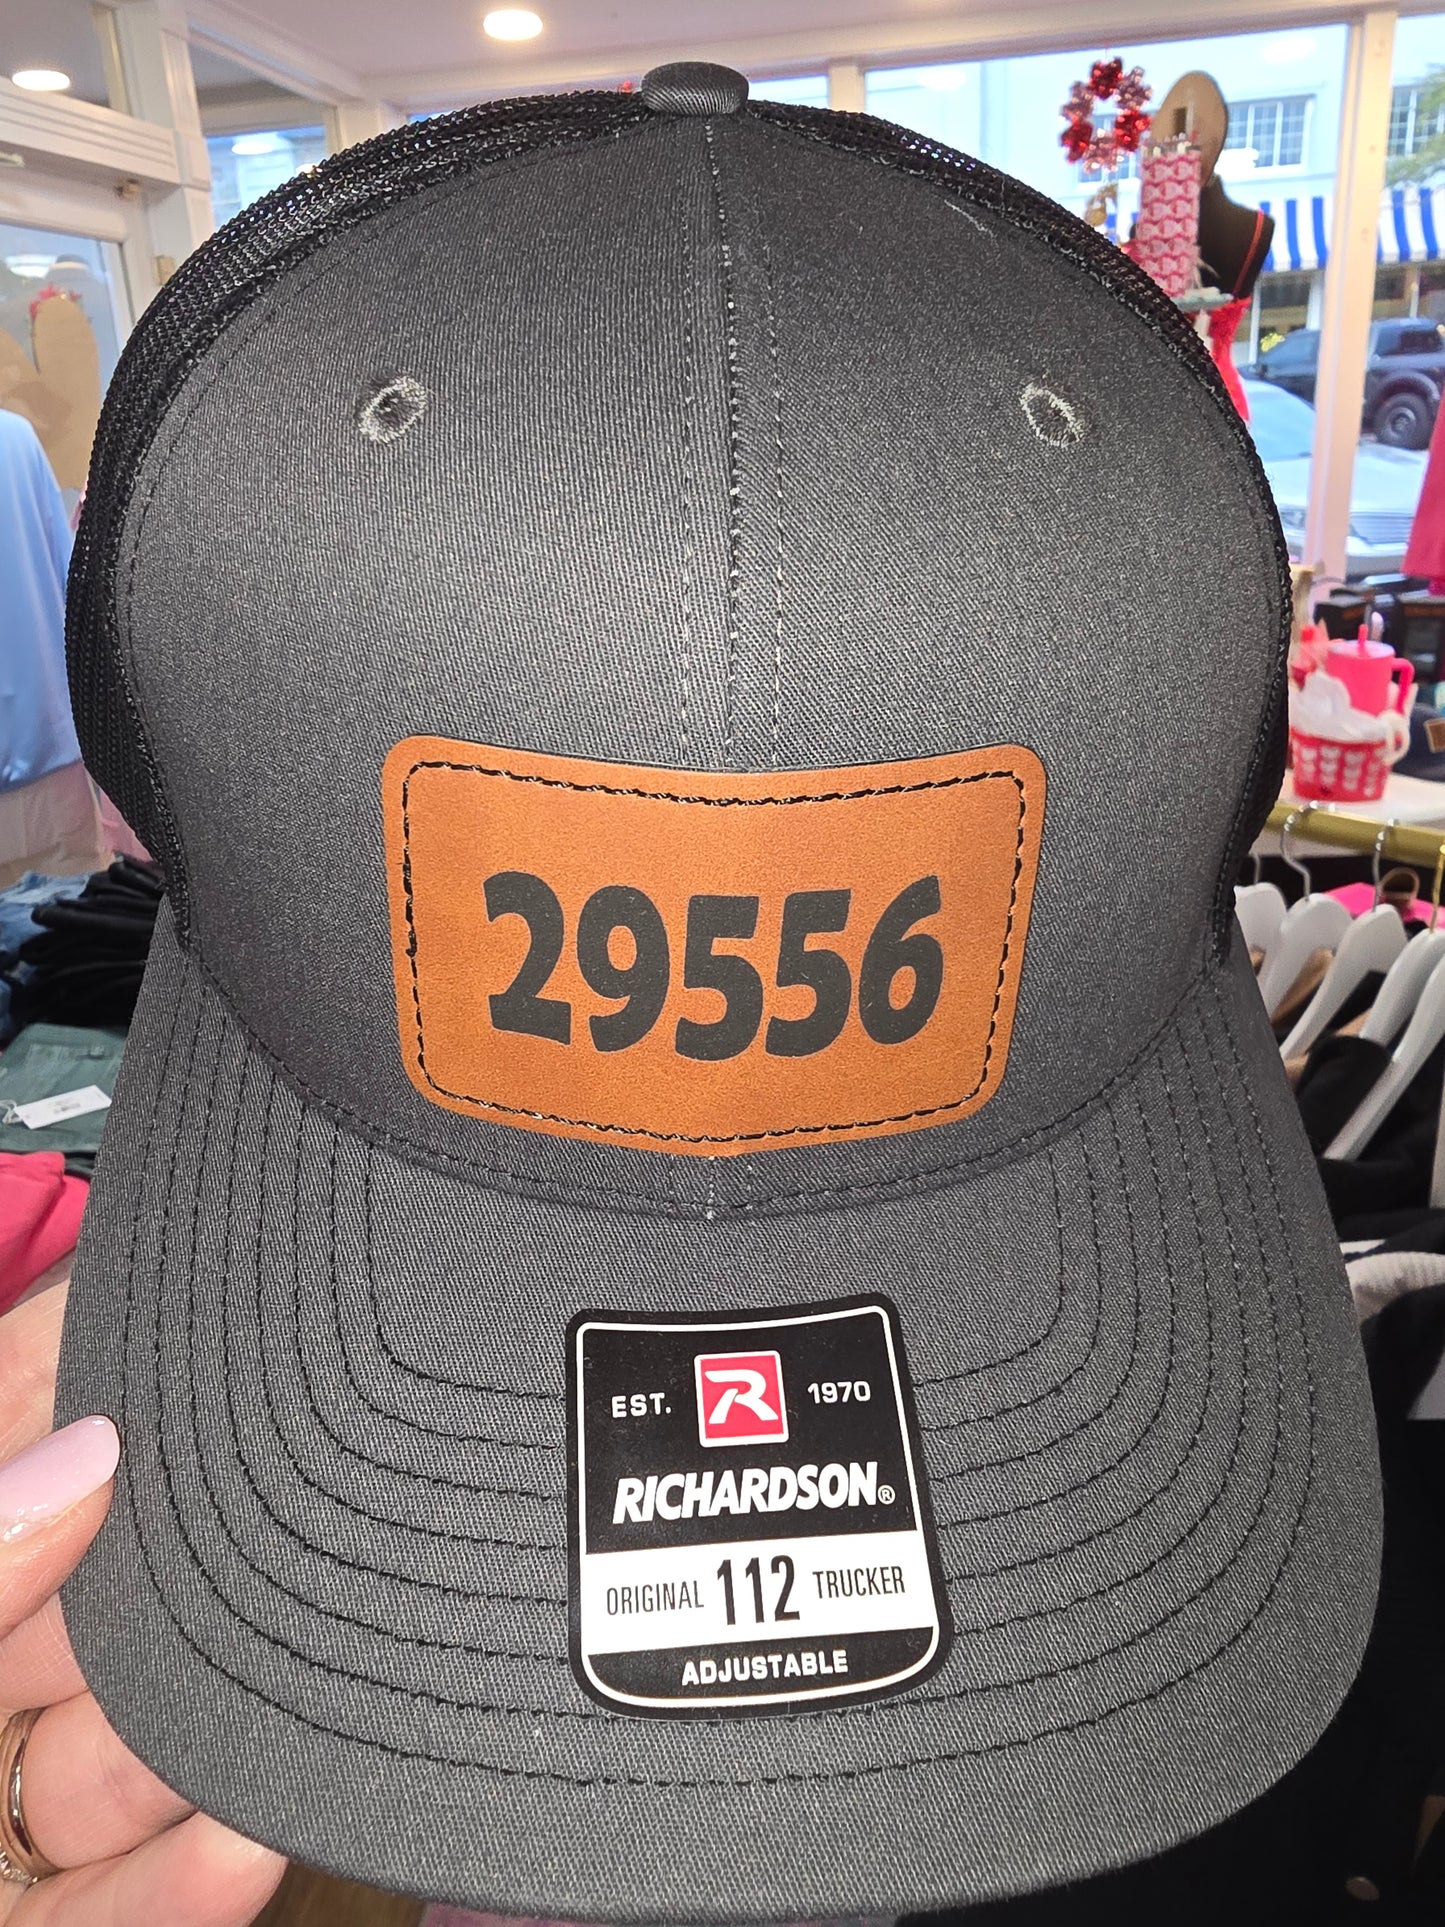 29556
EST. R 1970
RICHARDSON®
ORIGINAL 112 TRUCKER
ADJUSTABLE